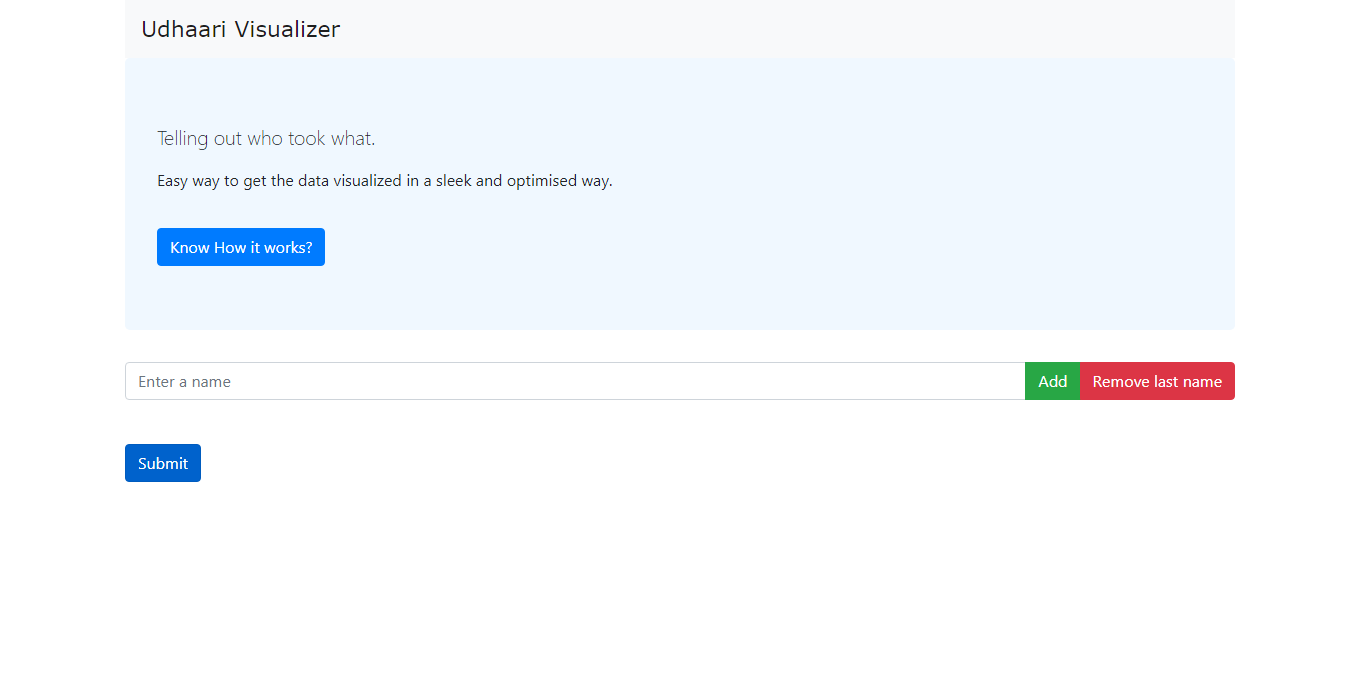 Udhaari Visualizer
Telling out who took what.
Easy way to get the data visualized in a sleek and optimised way.
Know How it works?
Enter a name
Add
Remove last name
Submit